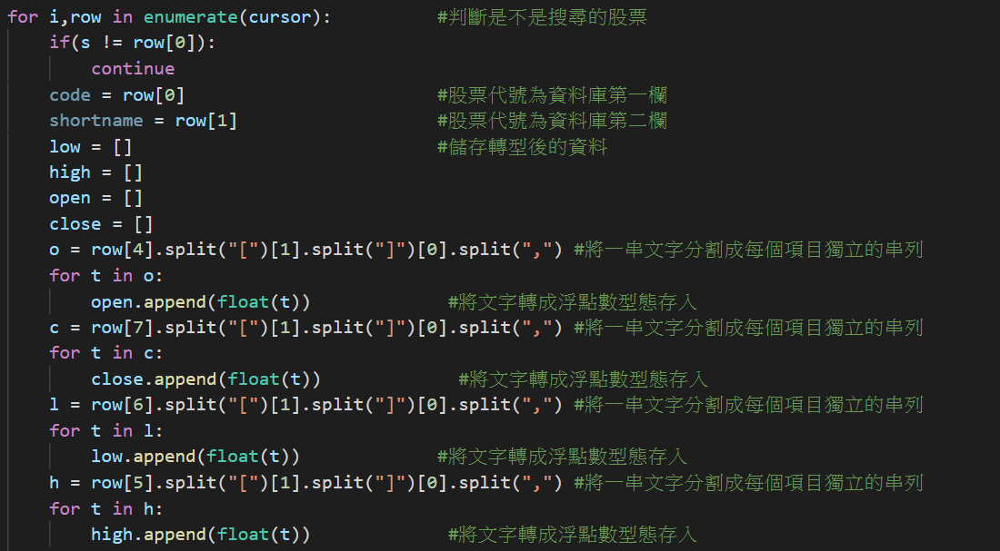 for i,row in enumerate(cursor):          #判斷是不是搜尋的股票
    if(s != row[0]):
        continue
    code = row[0]                        #股票代號為資料庫第一欄
    shortname = row[1]                   #股票代號為資料庫第二欄
    low = []                             #儲存轉型後的資料
    high = []
    open = []
    close = []
    o = row[4].split("[")[1].split("]")[0].split(",") #將一串文字分割成每個項目獨立的串列
    for t in o:
        open.append(float(t))             #將文字轉成浮點數型態存入
    c = row[7].split("[")[1].split("]")[0].split(",") #將一串文字分割成每個項目獨立的串列
    for t in c:
        close.append(float(t))             #將文字轉成浮點數型態存入
    l = row[6].split("[")[1].split("]")[0].split(",") #將一串文字分割成每個項目獨立的串列
    for t in l:
        low.append(float(t))             #將文字轉成浮點數型態存入
    h = row[5].split("[")[1].split("]")[0].split(",") #將一串文字分割成每個項目獨立的串列
    for t in h:
        high.append(float(t))             #將文字轉成浮點數型態存入